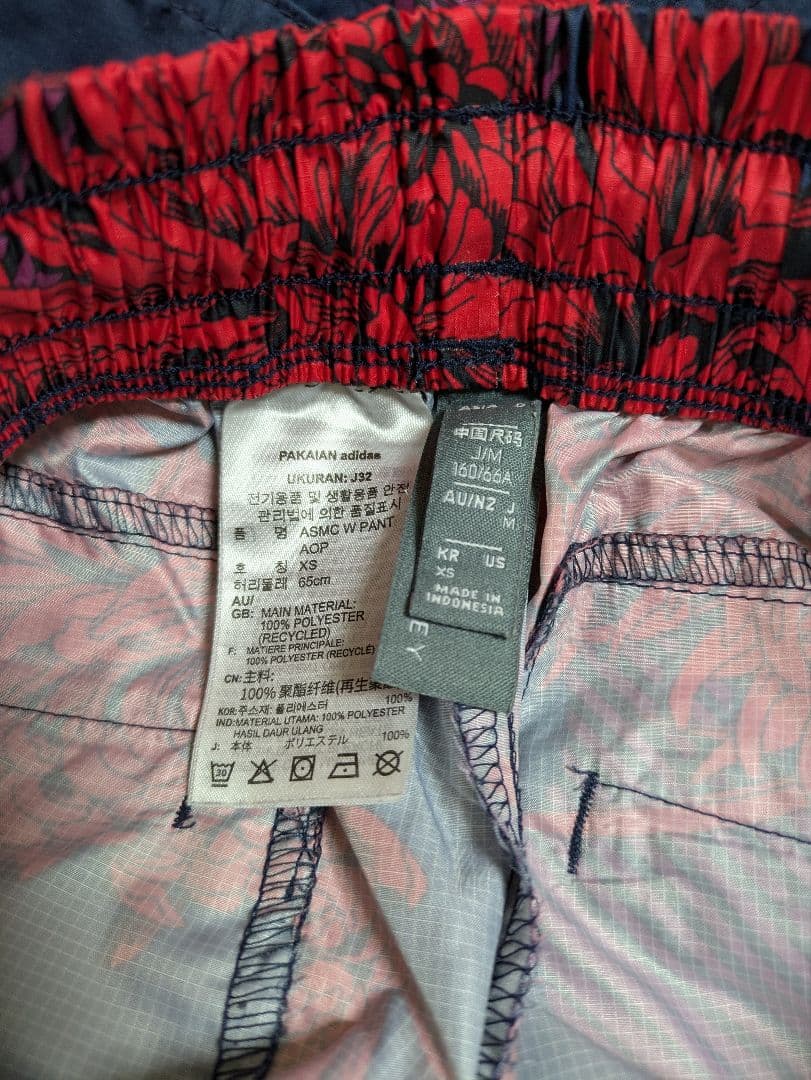 PAKAIAN adidas
UKURAN: J32
전기용품 및 생활용품 안전
관리법에 의한 품질표시
품 명 ASMC W PANT
AOP
호 칭 XS
허리둘레 65cm
AU/
GB: MAIN MATERIAL:
100% POLYESTER
(RECYCLED)
F: MATIERE PRINCIPALE:
100% POLYESTER (RECYCLÉ)
CN: 主料:
100% 聚酯纤维(再生聚
KOR: 주소재: 폴리에스터 100%
IND: MATERIAL UTAMA: 100% POLYESTER
HASIL DAUR ULANG
J: 本体 ポリエステル 100%
30
中国尺码
J/M
160/66A
AU/NZ J
M
KR US
XS
MADE IN
INDONESIA
EY